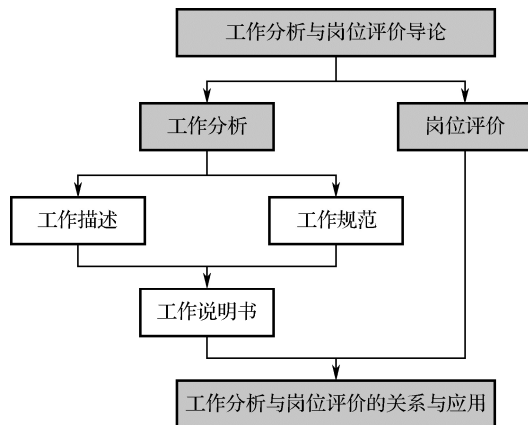 工作分析与岗位评价导论
工作分析
岗位评价
工作描述
工作规范
工作说明书
工作分析与岗位评价的关系与应用